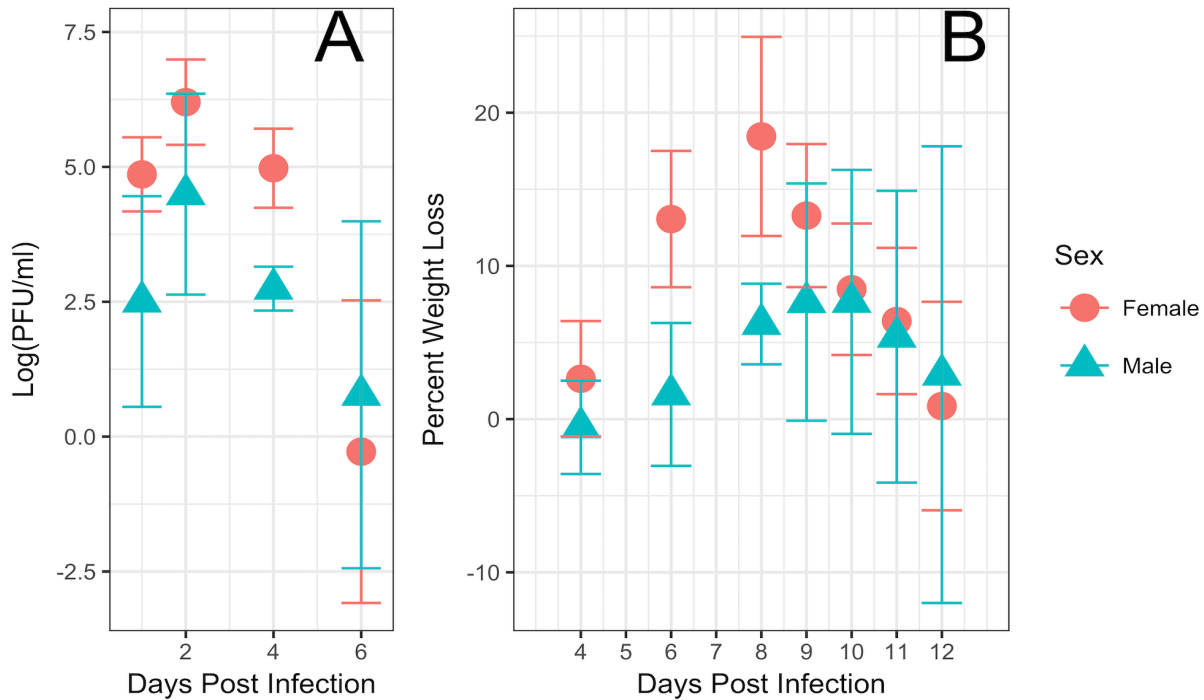 A
7.5
5.0
2.5
0.0
-2.5
Log(PFU/ml)
2 4 6
Days Post Infection
B
20
10
0
-10
Percent Weight Loss
4 5 6 7 8 9 10 11 12
Days Post Infection
Sex
Female
Male